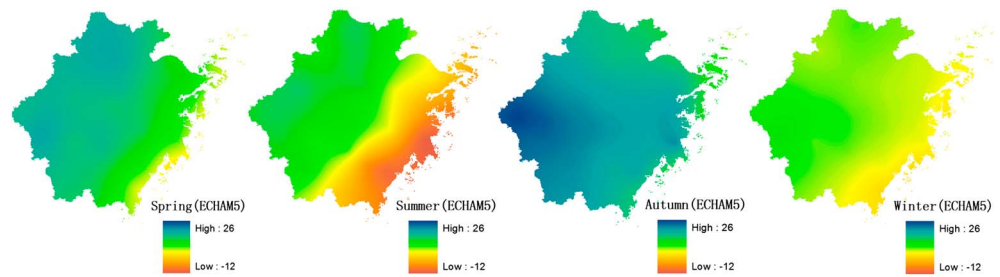 Spring(ECHAM5)
High : 26
Low : -12
Summer(ECHAM5)
High : 26
Low : -12
Autumn(ECHAM5)
High : 26
Low : -12
Winter(ECHAM5)
High : 26
Low : -12